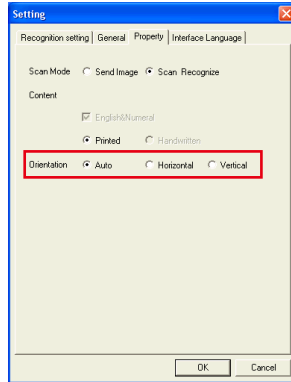 Setting
Recognition setting General Property Interface Language
Scan Mode Send Image Scan Recognize
Content
English&Numeral
Printed Handwritten
Orientation Auto Horizontal Vertical
OK Cancel